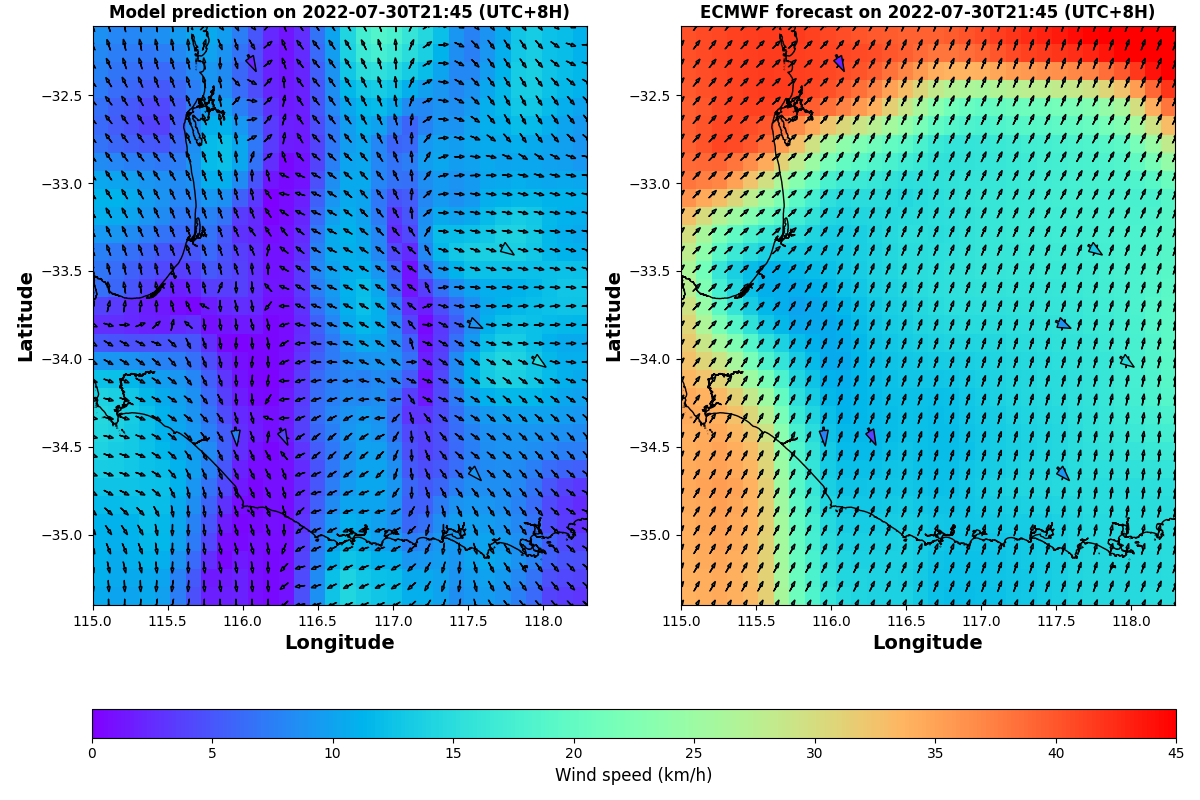 Model prediction on 2022-07-30T21:45 (UTC+8H)
ECMWF forecast on 2022-07-30T21:45 (UTC+8H)
Latitude
−32.5
−33.0
−33.5
−34.0
−34.5
−35.0
115.0 115.5 116.0 116.5 117.0 117.5 118.0
Longitude
Latitude
−32.5
−33.0
−33.5
−34.0
−34.5
−35.0
115.0 115.5 116.0 116.5 117.0 117.5 118.0
Longitude
0 5 10 15 20 25 30 35 40 45
Wind speed (km/h)